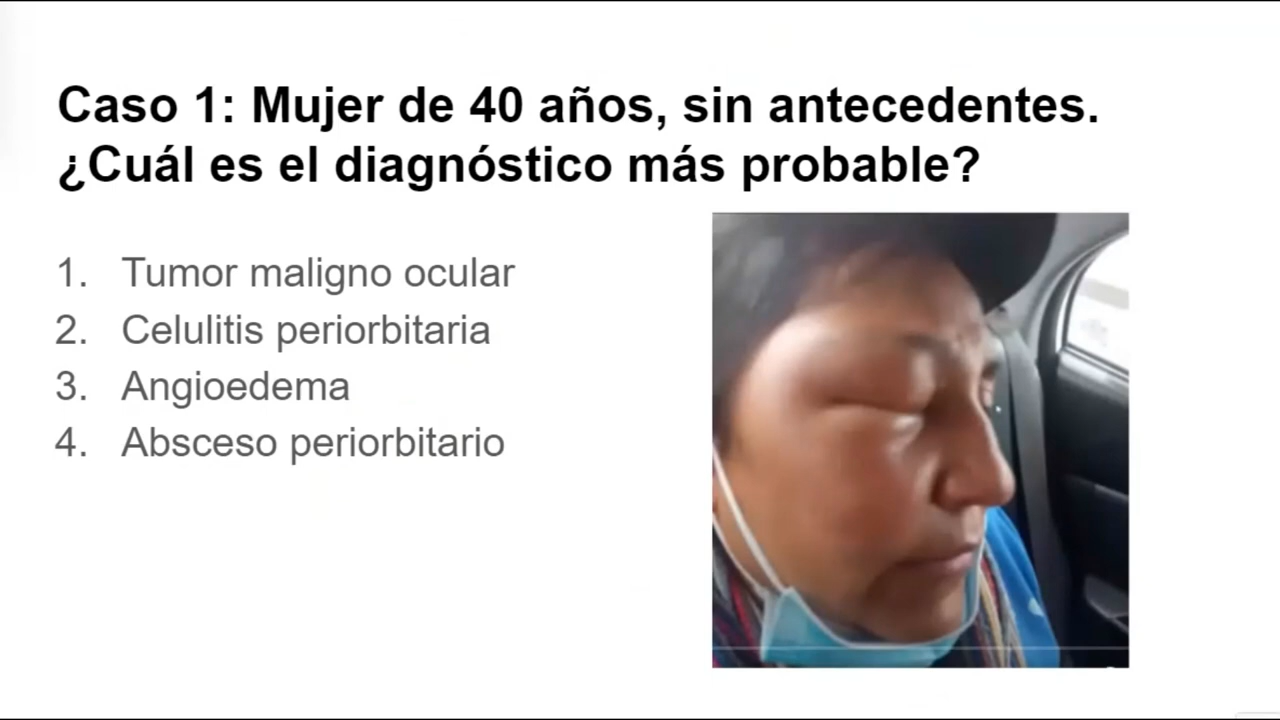 Caso 1: Mujer de 40 años, sin antecedentes.
¿Cuál es el diagnóstico más probable?
1. Tumor maligno ocular
2. Celulitis periorbitaria
3. Angioedema
4. Absceso periorbitario